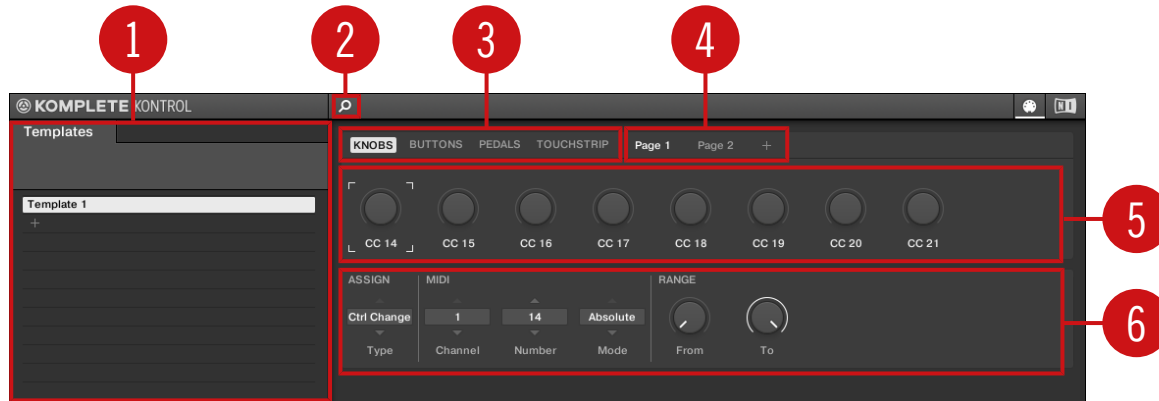 1 2 3 4
KOMPLETE KONTROL
Templates
KNOBS BUTTONS PEDALS TOUCHSTRIP Page 1 Page 2 +
Template 1
+
CC 14 CC 15 CC 16 CC 17 CC 18 CC 19 CC 20 CC 21
5
ASSIGN MIDI RANGE
Ctrl Change 1 14 Absolute
Type Channel Number Mode From To
6